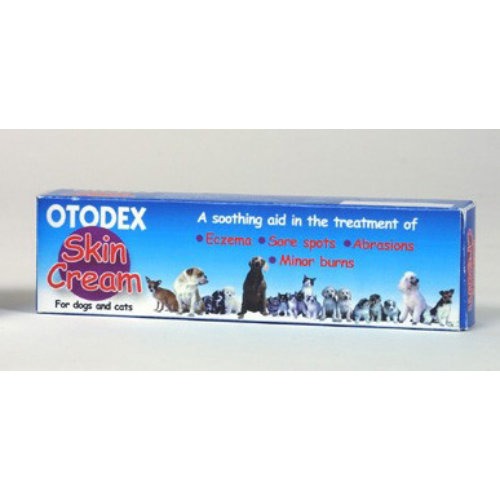 OTODEX
Skin
Cream
For dogs and cats
A soothing aid in the treatment of
• Eczema • Sore spots • Abrasions
• Minor burns